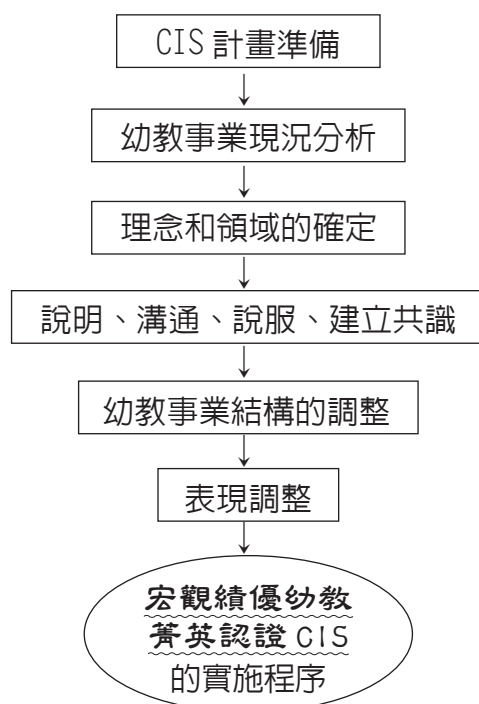 CIS 計畫準備
幼教事業現況分析
理念和領域的確定
說明、溝通、說服、建立共識
幼教事業結構的調整
表現調整
宏觀績優幼教
菁英認證 CIS
的實施程序